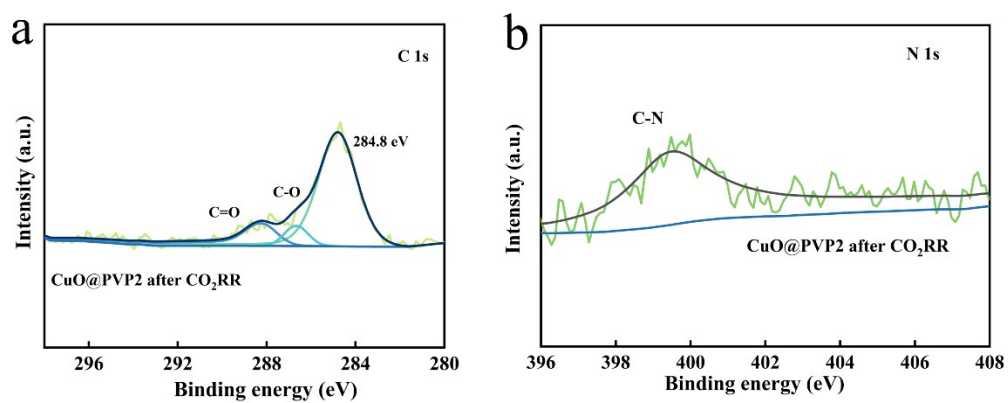 a
C 1s
284.8 eV
C-O
C=O
CuO@PVP2 after CO₂RR
Intensity (a.u.)
296 292 288 284 280
Binding energy (eV)
b
N 1s
C-N
CuO@PVP2 after CO₂RR
Intensity (a.u.)
396 398 400 402 404 406 408
Binding energy (eV)